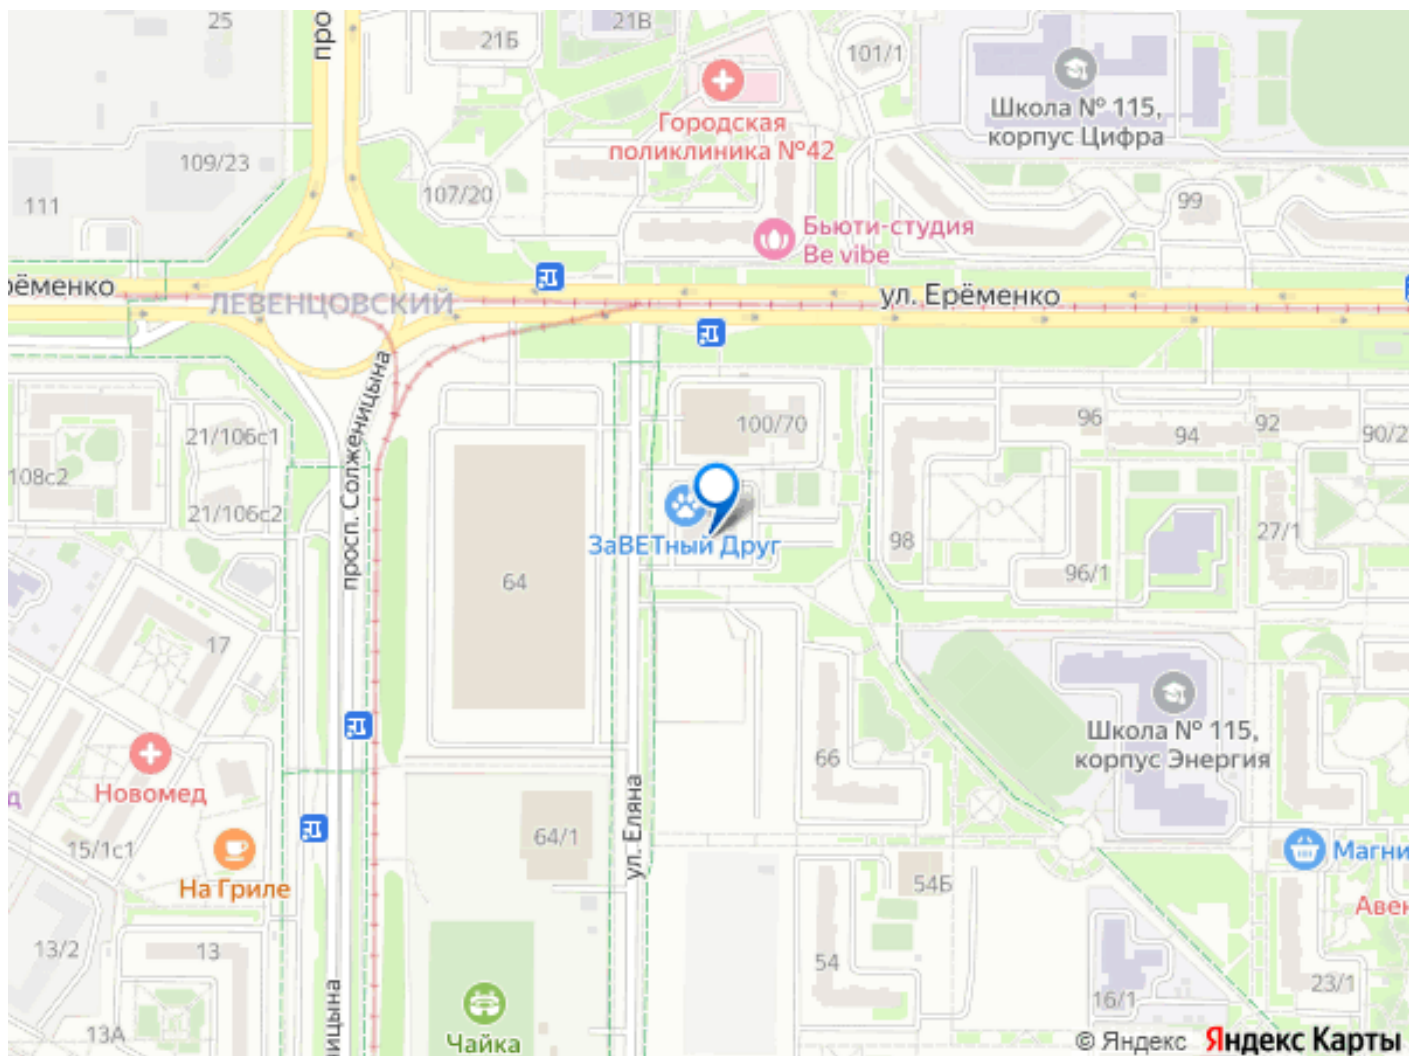 25
про
21Б
21В
101/1
Школа № 115,
корпус Цифра
Городская
поликлиника №42
109/23
107/20
111
99
Бьюти-студия
Be vibe
рёменко
ЛЕВЕНЦОВСКИЙ
ул. Ерёменко
просп. Солженицына
100/70
96
94
92
90/2
21/106с1
108с2
21/106с2
ЗаВЕТный Друг
98
96/1
27/1
64
17
Школа № 115,
корпус Энергия
66
Новомед
д
15/1с1
На Гриле
64/1
ул. Еляна
54Б
Магни
Авен
13/2
13
54
23/1
16/1
13А
ицына
Чайка
© Яндекс Яндекс Карты